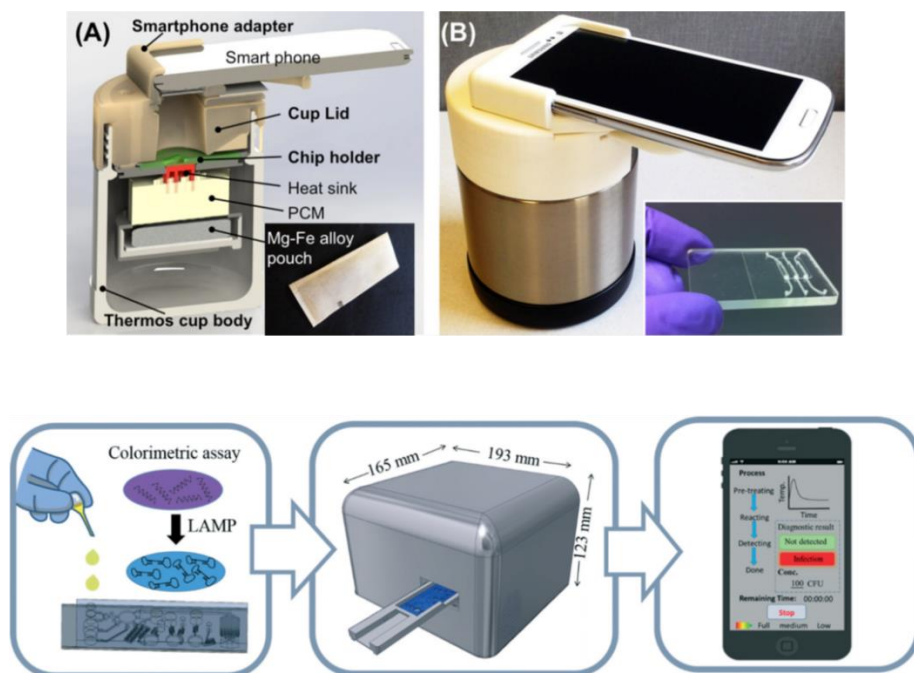 (A)
Smartphone adapter
Smart phone
Cup Lid
Chip holder
Heat sink
PCM
Mg-Fe alloy
pouch
Thermos cup body
(B)
Colorimetric assay
LAMP
165 mm
193 mm
123 mm
Process
Pre-treating
Reacting
Detecting
Done
Temp.
Time
Diagnostic result
Not detected
Infection
Conc.
100 CFU
Remaining Time: 00:00:00
Stop
Full medium Low